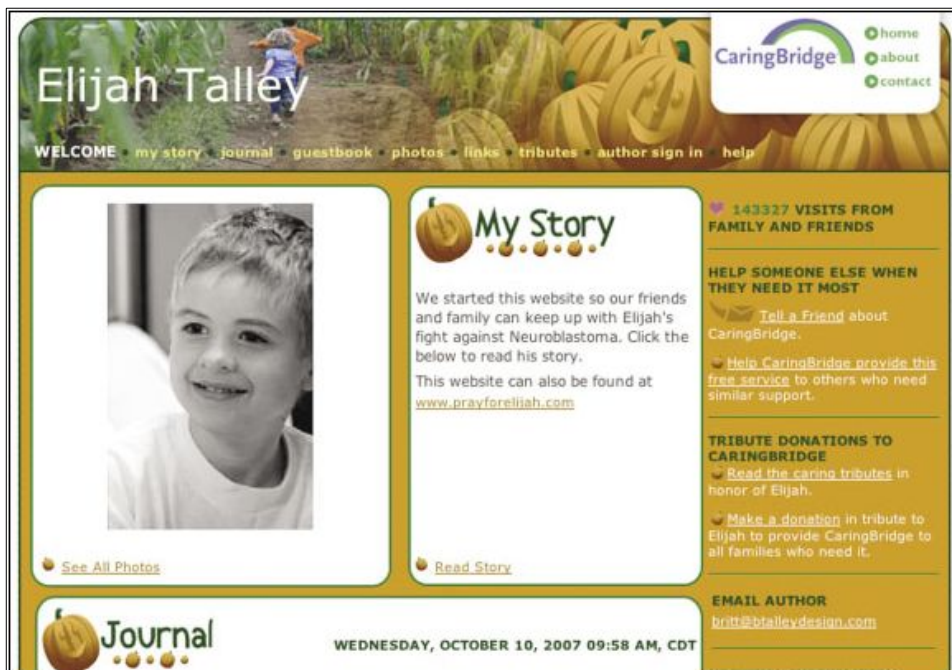 Elijah Talley
CaringBridge
home
about
contact
WELCOME • my story • journal • guestbook • photos • links • tributes • author sign in • help
See All Photos
My Story
We started this website so our friends
and family can keep up with Elijah's
fight against Neuroblastoma. Click the
below to read his story.
This website can also be found at
www.prayforelijah.com
Read Story
143327 VISITS FROM
FAMILY AND FRIENDS
HELP SOMEONE ELSE WHEN
THEY NEED IT MOST
Tell a Friend about
CaringBridge.
Help CaringBridge provide this
free service to others who need
similar support.
TRIBUTE DONATIONS TO
CARINGBRIDGE
Read the caring tributes in
honor of Elijah.
Make a donation in tribute to
Elijah to provide CaringBridge to
all families who need it.
EMAIL AUTHOR
britt@btalleydesign.com
Journal
WEDNESDAY, OCTOBER 10, 2007 09:58 AM, CDT